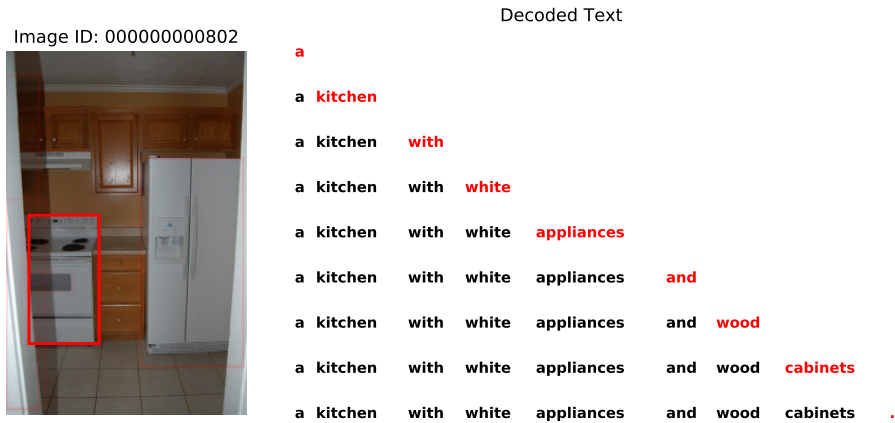 Decoded Text
Image ID: 000000000802
a
a kitchen
a kitchen with
a kitchen with white
a kitchen with white appliances
a kitchen with white appliances and
a kitchen with white appliances and wood
a kitchen with white appliances and wood cabinets
a kitchen with white appliances and wood cabinets .